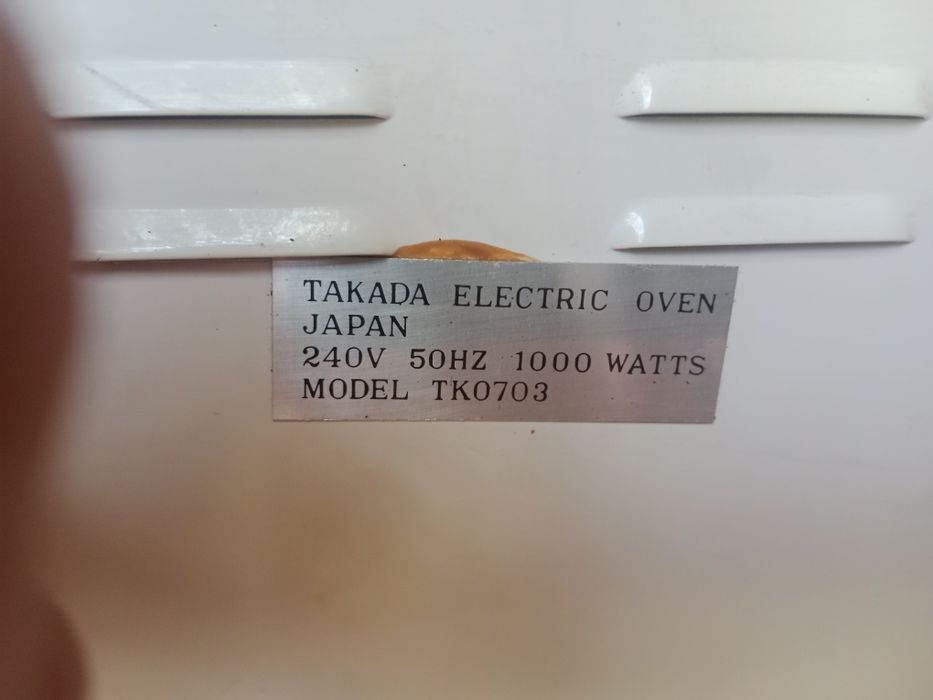 TAKADA ELECTRIC OVEN
JAPAN
240V 50HZ 1000 WATTS
MODEL TK0703